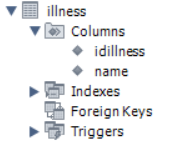 illness
Columns
idillness
name
Indexes
Foreign Keys
Triggers